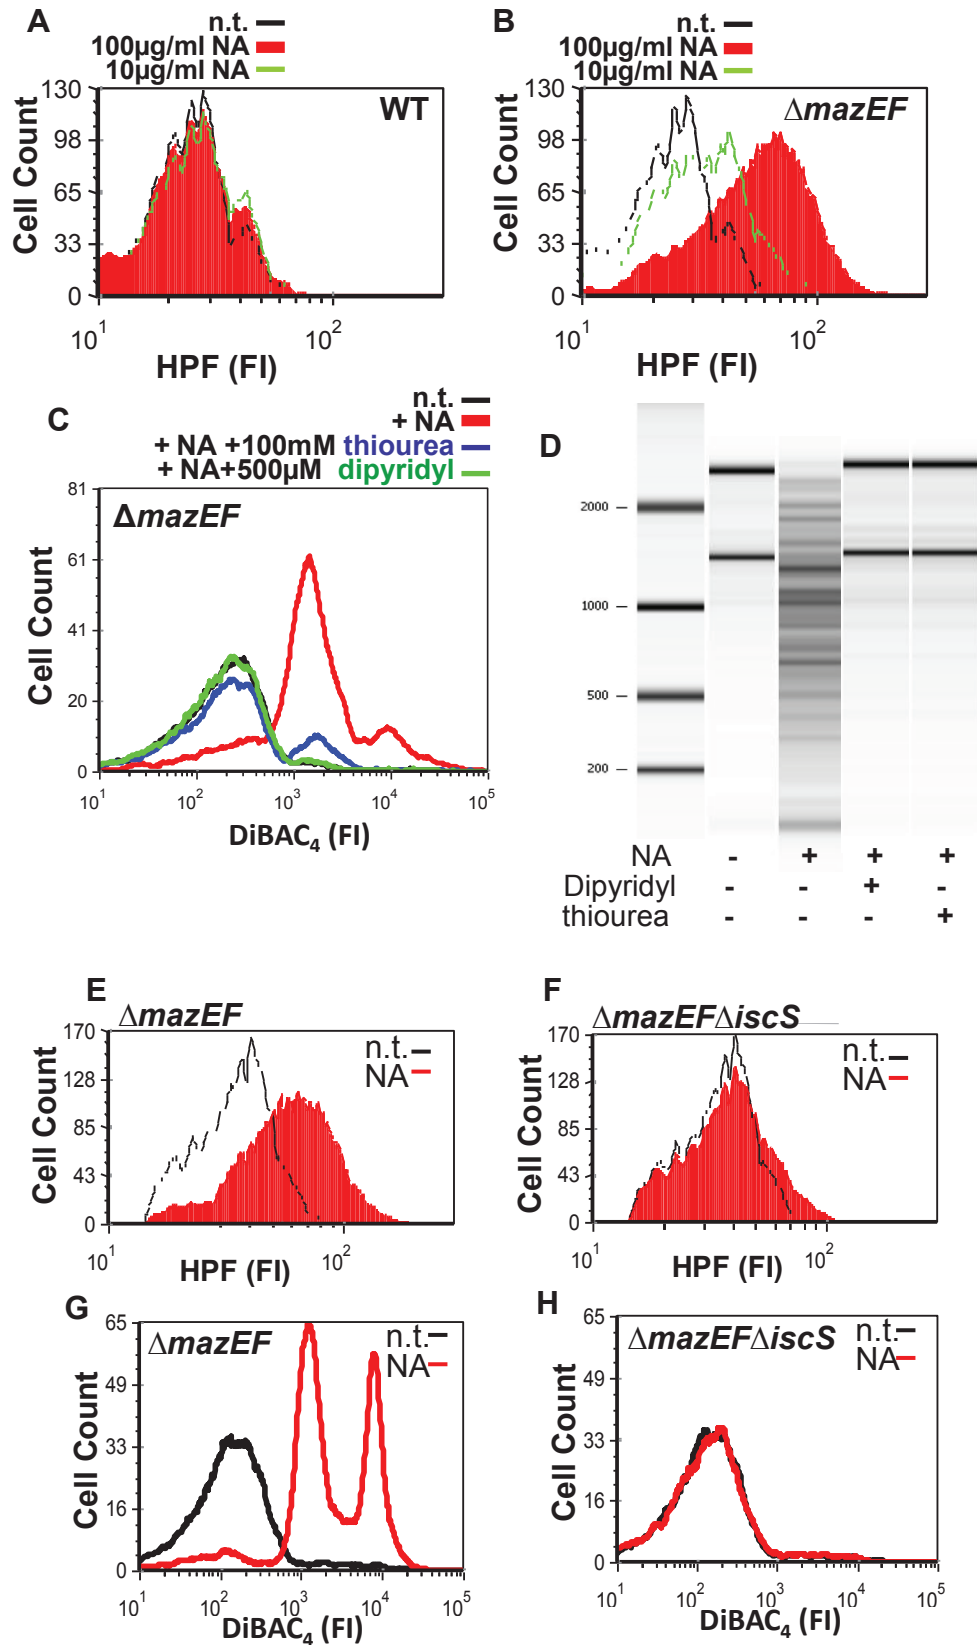 A
n.t.
100µg/ml NA
10µg/ml NA
WT
Cell Count
130
98
65
33
0
10¹
10²
HPF (FI)
B
n.t.
100µg/ml NA
10µg/ml NA
ΔmazEF
Cell Count
130
98
65
33
0
10¹
10²
HPF (FI)
C
n.t.
+ NA
+ NA +100mM thiourea
+ NA+500µM dipyridyl
ΔmazEF
Cell Count
81
61
41
20
0
10¹ 10² 10³ 10⁴ 10⁵
DiBAC₄ (FI)
D
2000
1000
500
200
NA - + + +
Dipyridyl - - + -
thiourea - - - +
E
ΔmazEF
n.t.
NA
Cell Count
170
128
85
43
0
10¹ 10²
HPF (FI)
F
ΔmazEFΔiscS
n.t.
NA
Cell Count
170
128
85
43
0
10¹ 10²
HPF (FI)
G
ΔmazEF
n.t.
NA
Cell Count
65
49
33
16
0
10¹ 10² 10³ 10⁴ 10⁵
DiBAC₄ (FI)
H
ΔmazEFΔiscS
n.t.
NA
Cell Count
65
49
33
16
0
10¹ 10² 10³ 10⁴ 10⁵
DiBAC₄ (FI)